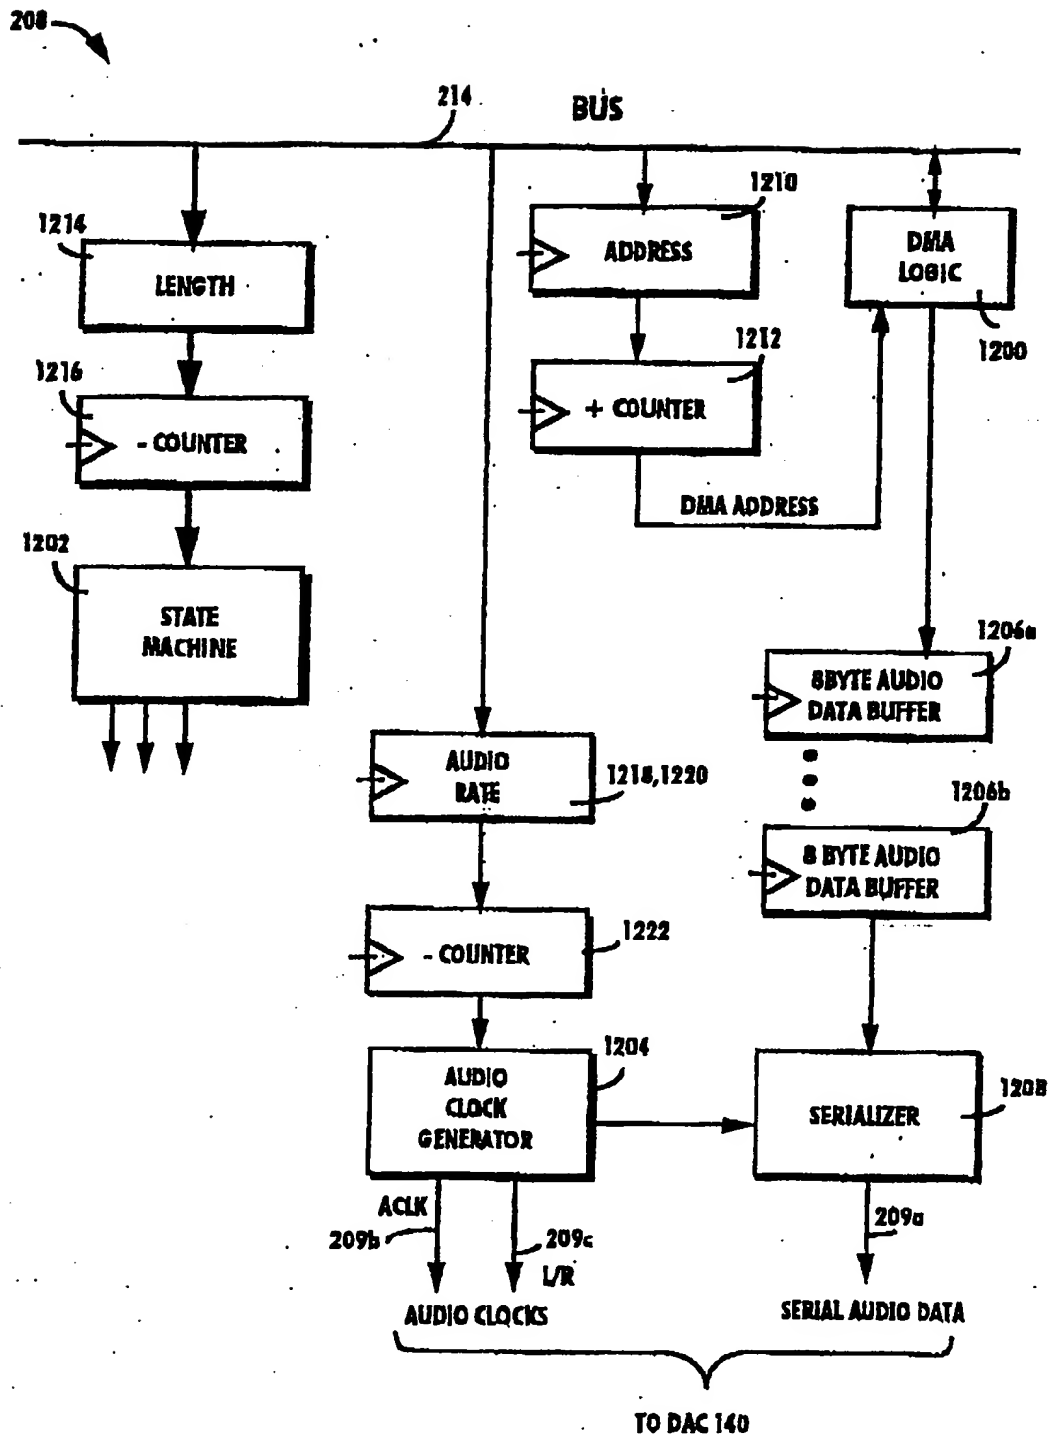 208
214
BUS
1214
LENGTH
1210
ADDRESS
DMA
LOGIC
1200
1216
- COUNTER
1212
+ COUNTER
DMA ADDRESS
1202
STATE
MACHINE
1206a
8BYTE AUDIO
DATA BUFFER
AUDIO
RATE
1218,1220
1206b
8 BYTE AUDIO
DATA BUFFER
- COUNTER
1222
AUDIO
CLOCK
GENERATOR
1204
SERIALIZER
1208
ACLK
209b
209c
L/R
209a
AUDIO CLOCKS
SERIAL AUDIO DATA
TO DAC 140